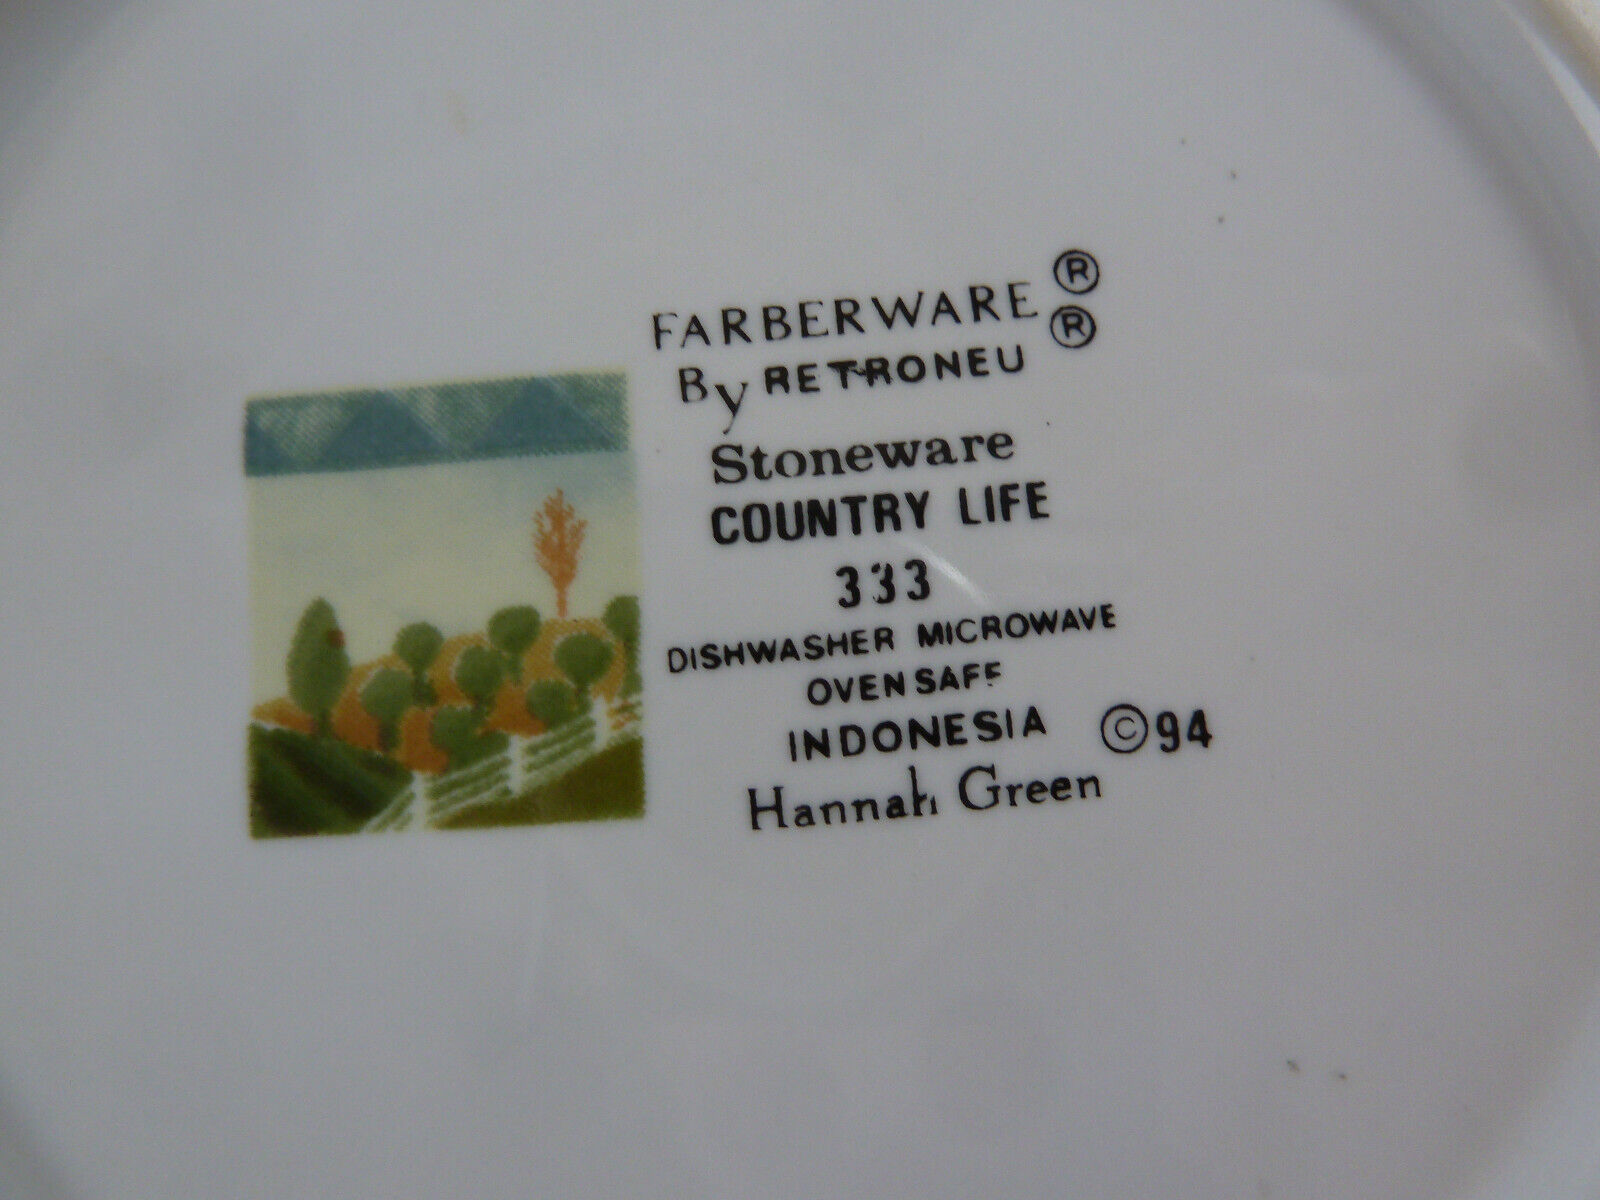 FARBERWARE ®
By RETRONEU ®
Stoneware
COUNTRY LIFE
333
DISHWASHER MICROWAVE
OVEN SAFE
INDONESIA © 94
Hannah Green